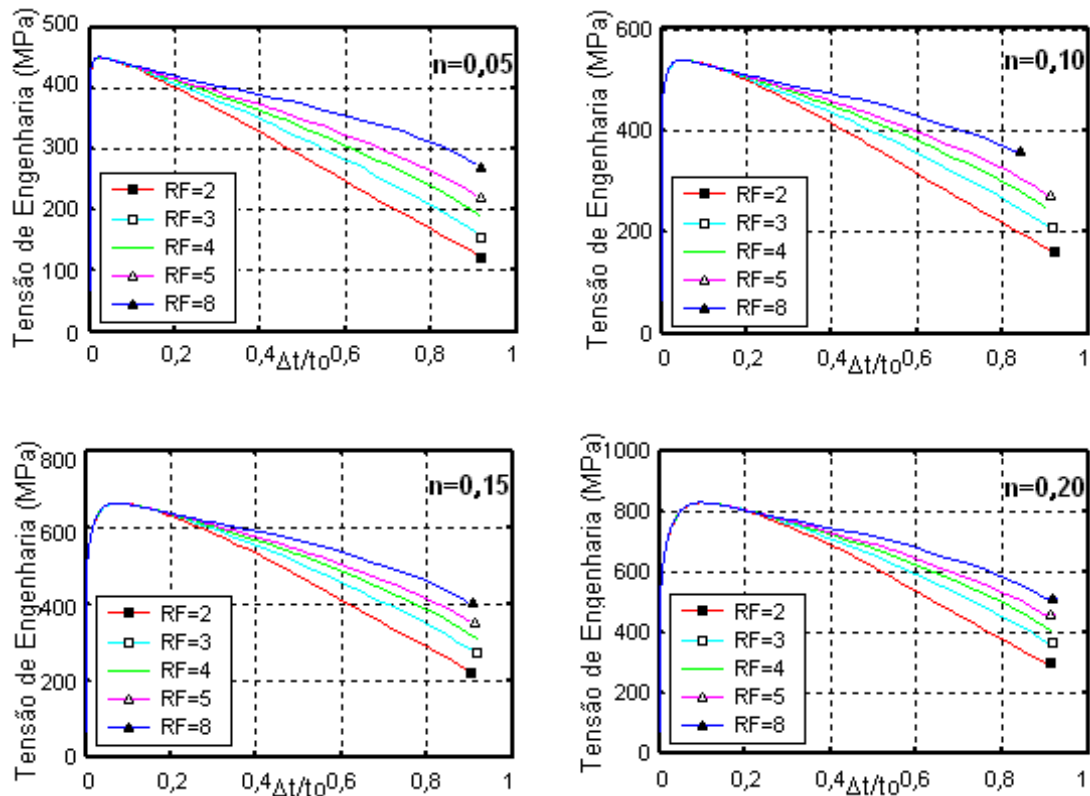 Tensão de Engenharia (MPa)
500
400
300
200
100
0
n=0,05
RF=2
RF=3
RF=4
RF=5
RF=8
0 0,2 0,4 Δt/to 0,6 0,8 1
Tensão de Engenharia (MPa)
600
400
200
0
n=0,10
RF=2
RF=3
RF=4
RF=5
RF=8
0 0,2 0,4 Δt/to 0,6 0,8 1
Tensão de Engenharia (MPa)
800
600
400
200
0
n=0,15
RF=2
RF=3
RF=4
RF=5
RF=8
0 0,2 0,4 Δt/to 0,6 0,8 1
Tensão de Engenharia (MPa)
1000
800
600
400
200
0
n=0,20
RF=2
RF=3
RF=4
RF=5
RF=8
0 0,2 0,4 Δt/to 0,6 0,8 1